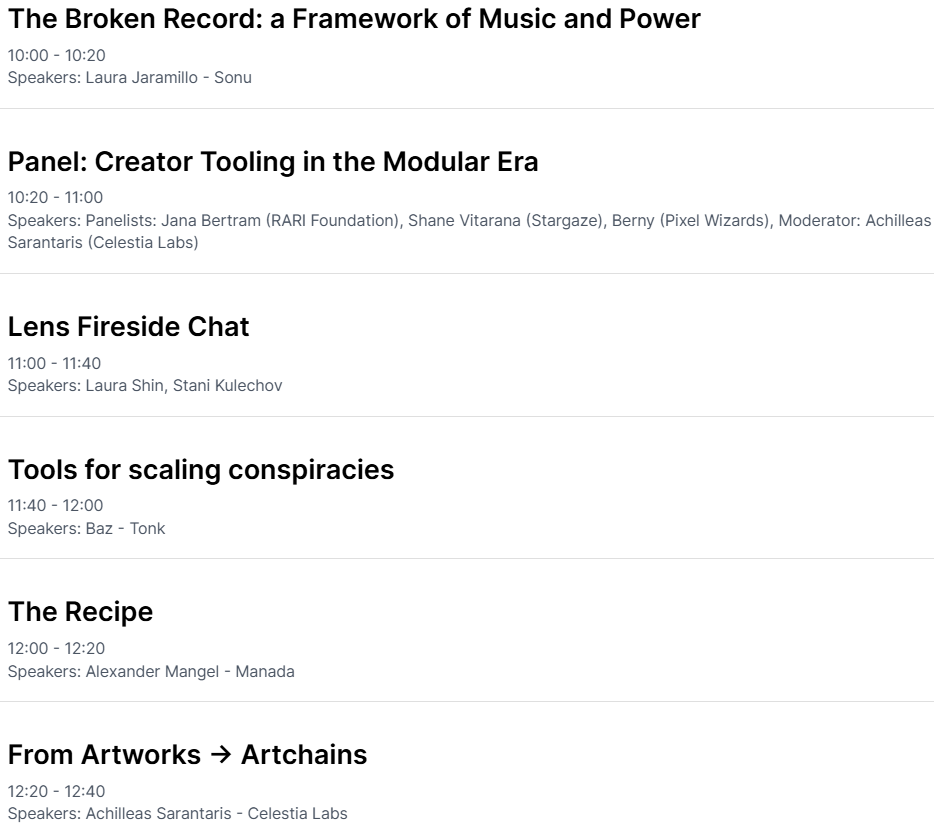 The Broken Record: a Framework of Music and Power
10:00 - 10:20
Speakers: Laura Jaramillo - Sonu
Panel: Creator Tooling in the Modular Era
10:20 - 11:00
Speakers: Panelists: Jana Bertram (RARI Foundation), Shane Vitarana (Stargaze), Berny (Pixel Wizards), Moderator: Achilleas
Sarantaris (Celestia Labs)
Lens Fireside Chat
11:00 - 11:40
Speakers: Laura Shin, Stani Kulechov
Tools for scaling conspiracies
11:40 - 12:00
Speakers: Baz - Tonk
The Recipe
12:00 - 12:20
Speakers: Alexander Mangel - Manada
From Artworks → Artchains
12:20 - 12:40
Speakers: Achilleas Sarantaris - Celestia Labs